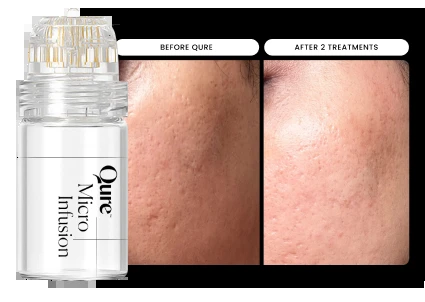 BEFORE QURE
AFTER 2 TREATMENTS
Qure
Micro
Infusion